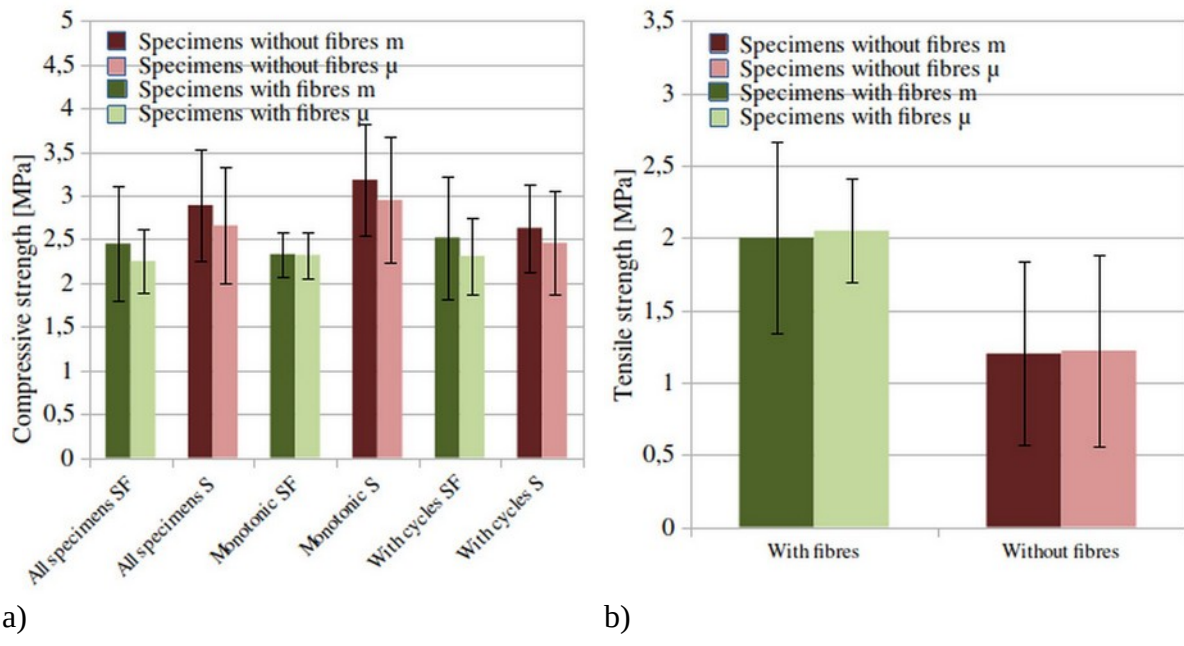 5
4,5
4
3,5
3
2,5
2
1,5
1
0,5
0
Compressive strength [MPa]
Specimens without fibres m
Specimens without fibres μ
Specimens with fibres m
Specimens with fibres μ
All specimens SF
All specimens S
Monotonic SF
Monotonic S
With cycles SF
With cycles S
a)
3,5
3
2,5
2
1,5
1
0,5
0
Tensile strength [MPa]
Specimens without fibres m
Specimens without fibres μ
Specimens with fibres m
Specimens with fibres μ
With fibres
Without fibres
b)